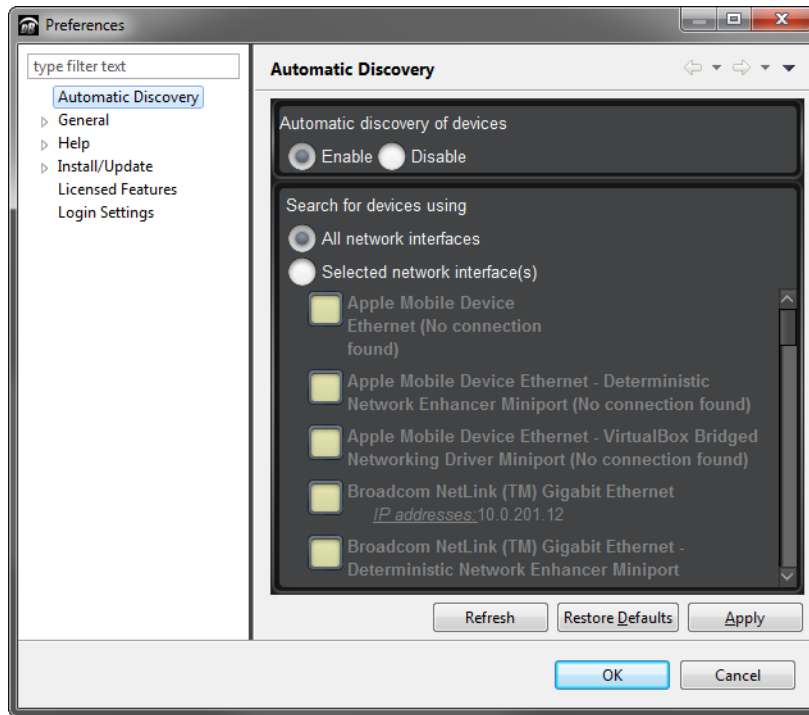 Preferences
type filter text
Automatic Discovery
General
Help
Install/Update
Licensed Features
Login Settings
Automatic Discovery
Automatic discovery of devices
Enable Disable
Search for devices using
All network interfaces
Selected network interface(s)
Apple Mobile Device
Ethernet (No connection
found)
Apple Mobile Device Ethernet - Deterministic
Network Enhancer Miniport (No connection found)
Apple Mobile Device Ethernet - VirtualBox Bridged
Networking Driver Miniport (No connection found)
Broadcom NetLink (TM) Gigabit Ethernet
IP addresses:10.0.201.12
Broadcom NetLink (TM) Gigabit Ethernet -
Deterministic Network Enhancer Miniport
Refresh Restore Defaults Apply
OK Cancel